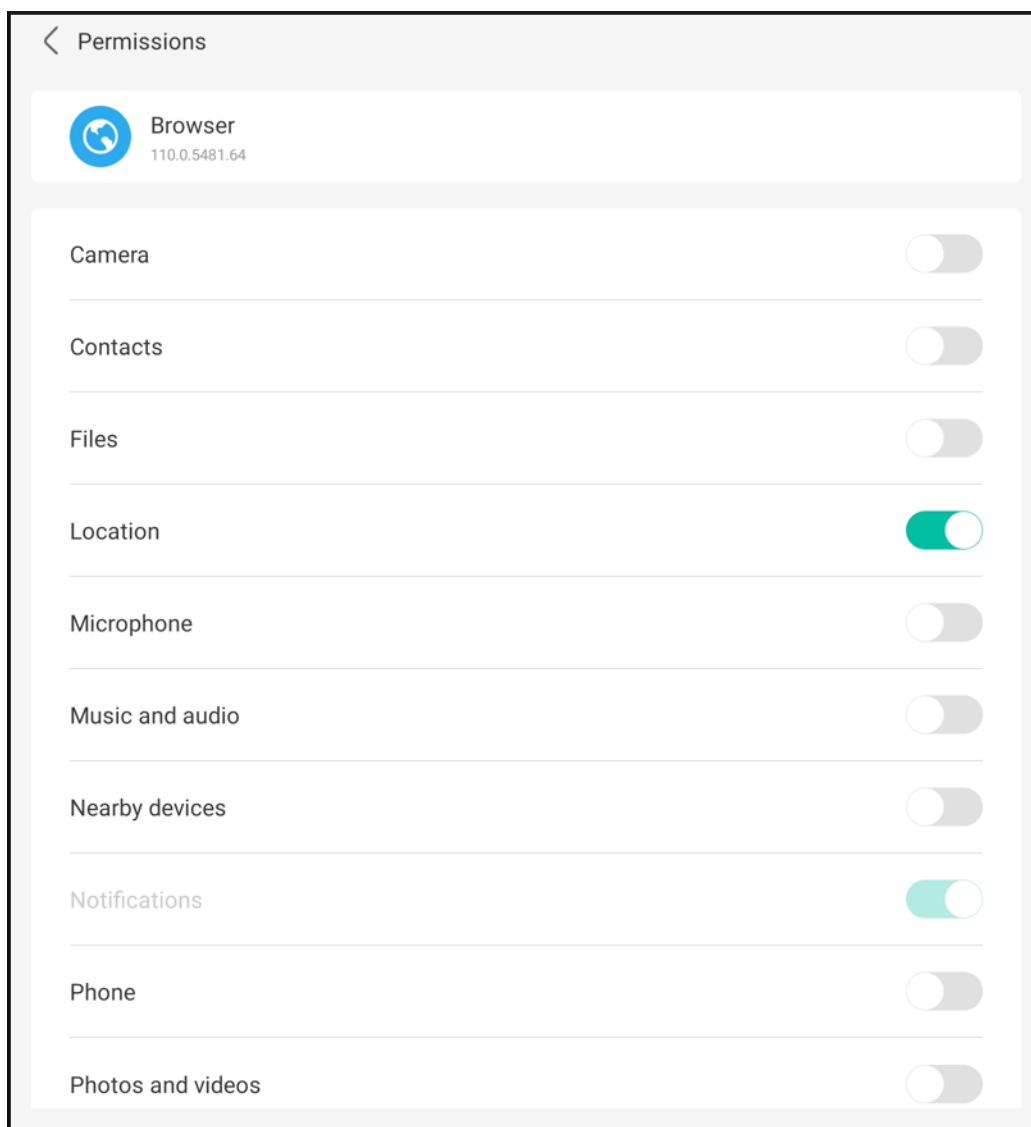 Permissions
Browser
110.0.5481.64
Camera
Contacts
Files
Location
Microphone
Music and audio
Nearby devices
Notifications
Phone
Photos and videos